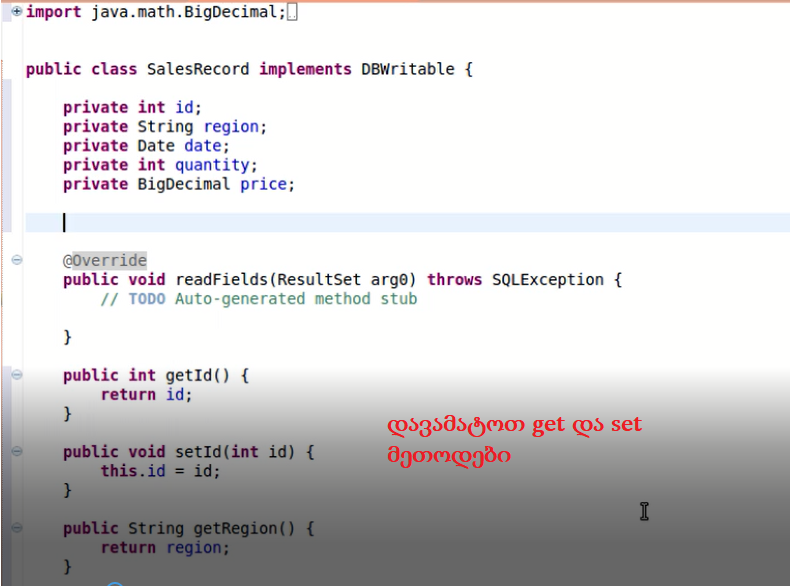 import java.math.BigDecimal;
public class SalesRecord implements DBWritable {
private int id;
private String region;
private Date date;
private int quantity;
private BigDecimal price;
@Override
public void readFields(ResultSet arg0) throws SQLException {
// TODO Auto-generated method stub
}
public int getId() {
return id;
}
public void setId(int id) {
this.id = id;
}
public String getRegion() {
return region;
}
დავამატოთ get და set
მეთოდები